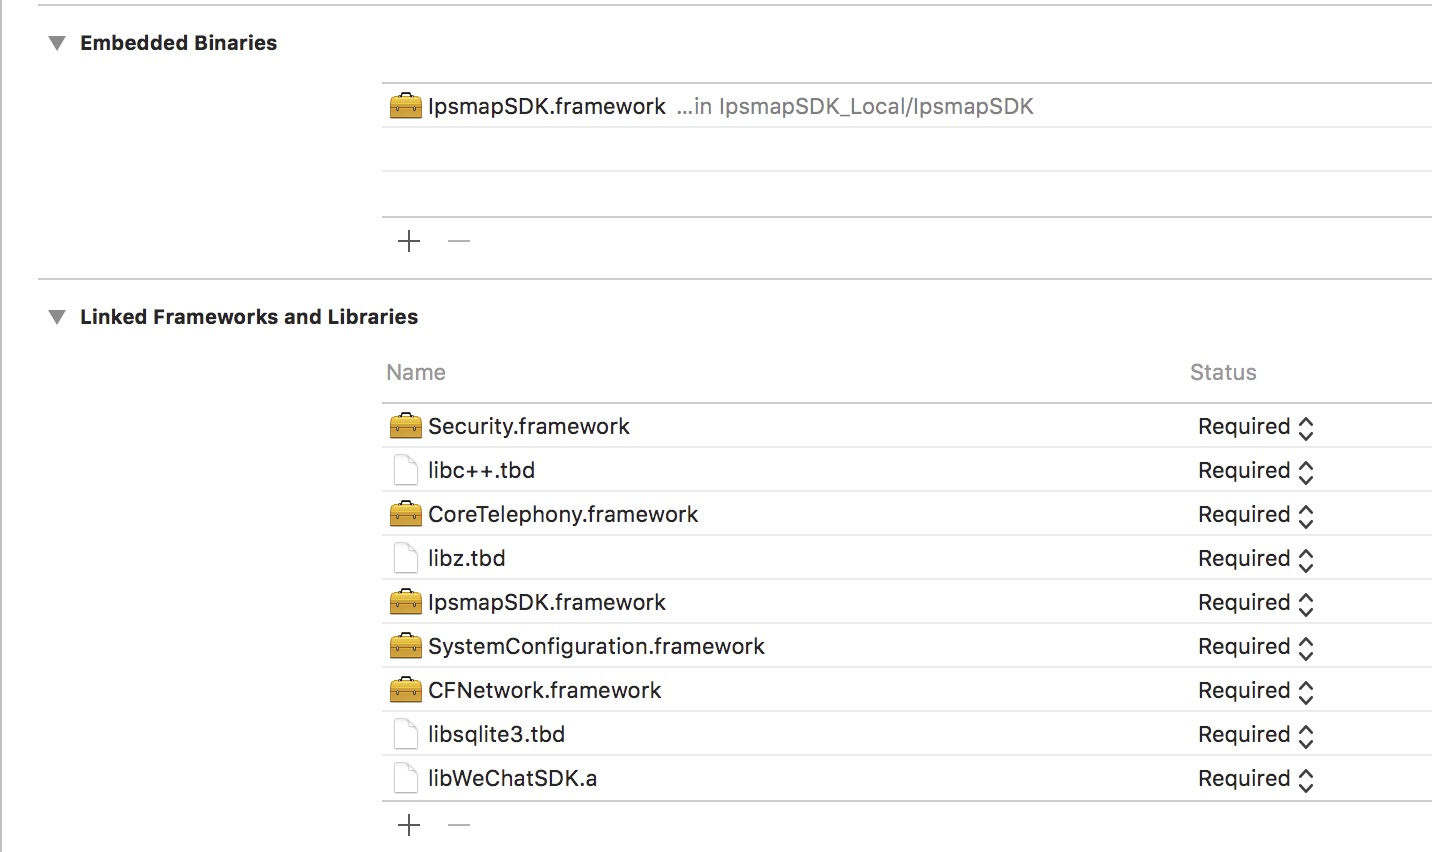 Embedded Binaries
IpsmapSDK.framework ...in IpsmapSDK_Local/IpsmapSDK
Linked Frameworks and Libraries
Name Status
Security.framework Required
libc++.tbd Required
CoreTelephony.framework Required
libz.tbd Required
IpsmapSDK.framework Required
SystemConfiguration.framework Required
CFNetwork.framework Required
libsqlite3.tbd Required
libWeChatSDK.a Required